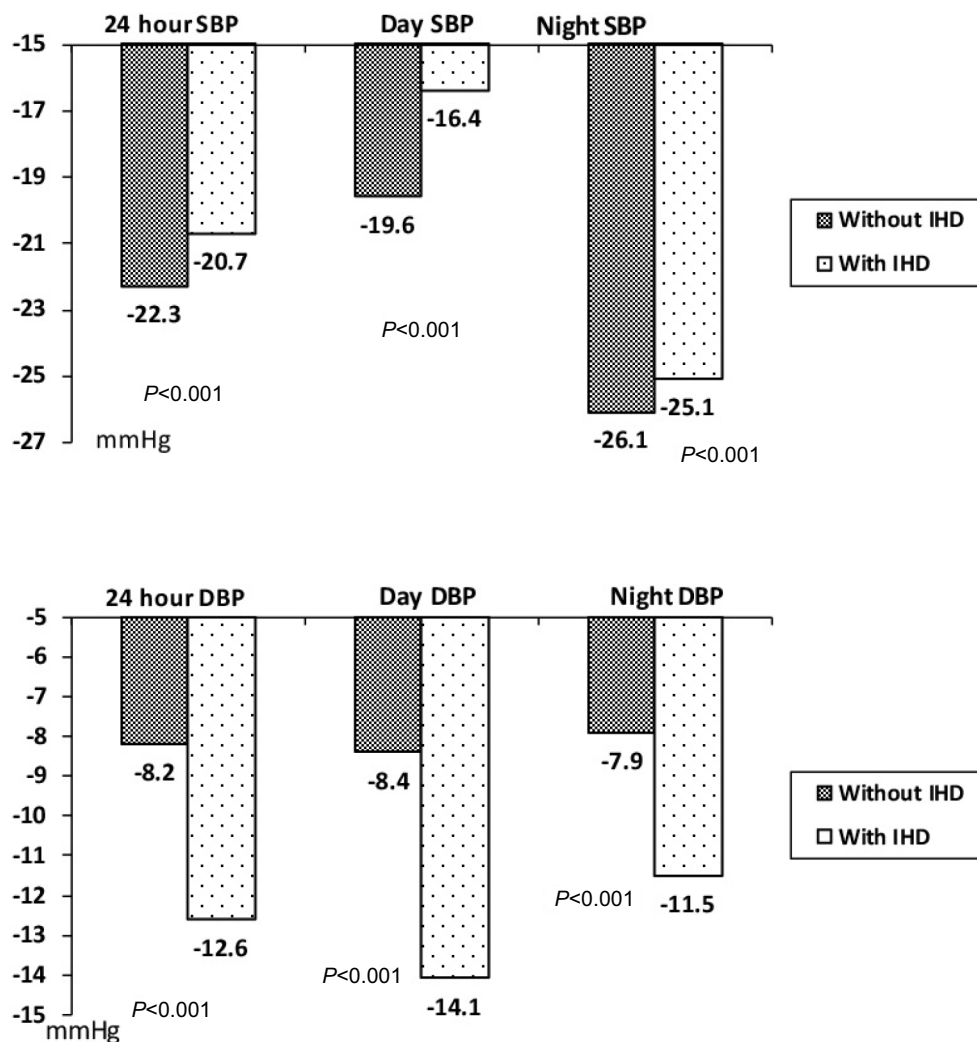 24 hour SBP Day SBP Night SBP
-15
-17
-19
-21
-23
-25
-27
mmHg
-22.3
-20.7
-19.6
-16.4
-26.1
-25.1
P<0.001
P<0.001
P<0.001
Without IHD
With IHD
24 hour DBP Day DBP Night DBP
-5
-6
-7
-8
-9
-10
-11
-12
-13
-14
-15
mmHg
-8.2
-12.6
-8.4
-14.1
-7.9
-11.5
P<0.001
P<0.001
P<0.001
Without IHD
With IHD